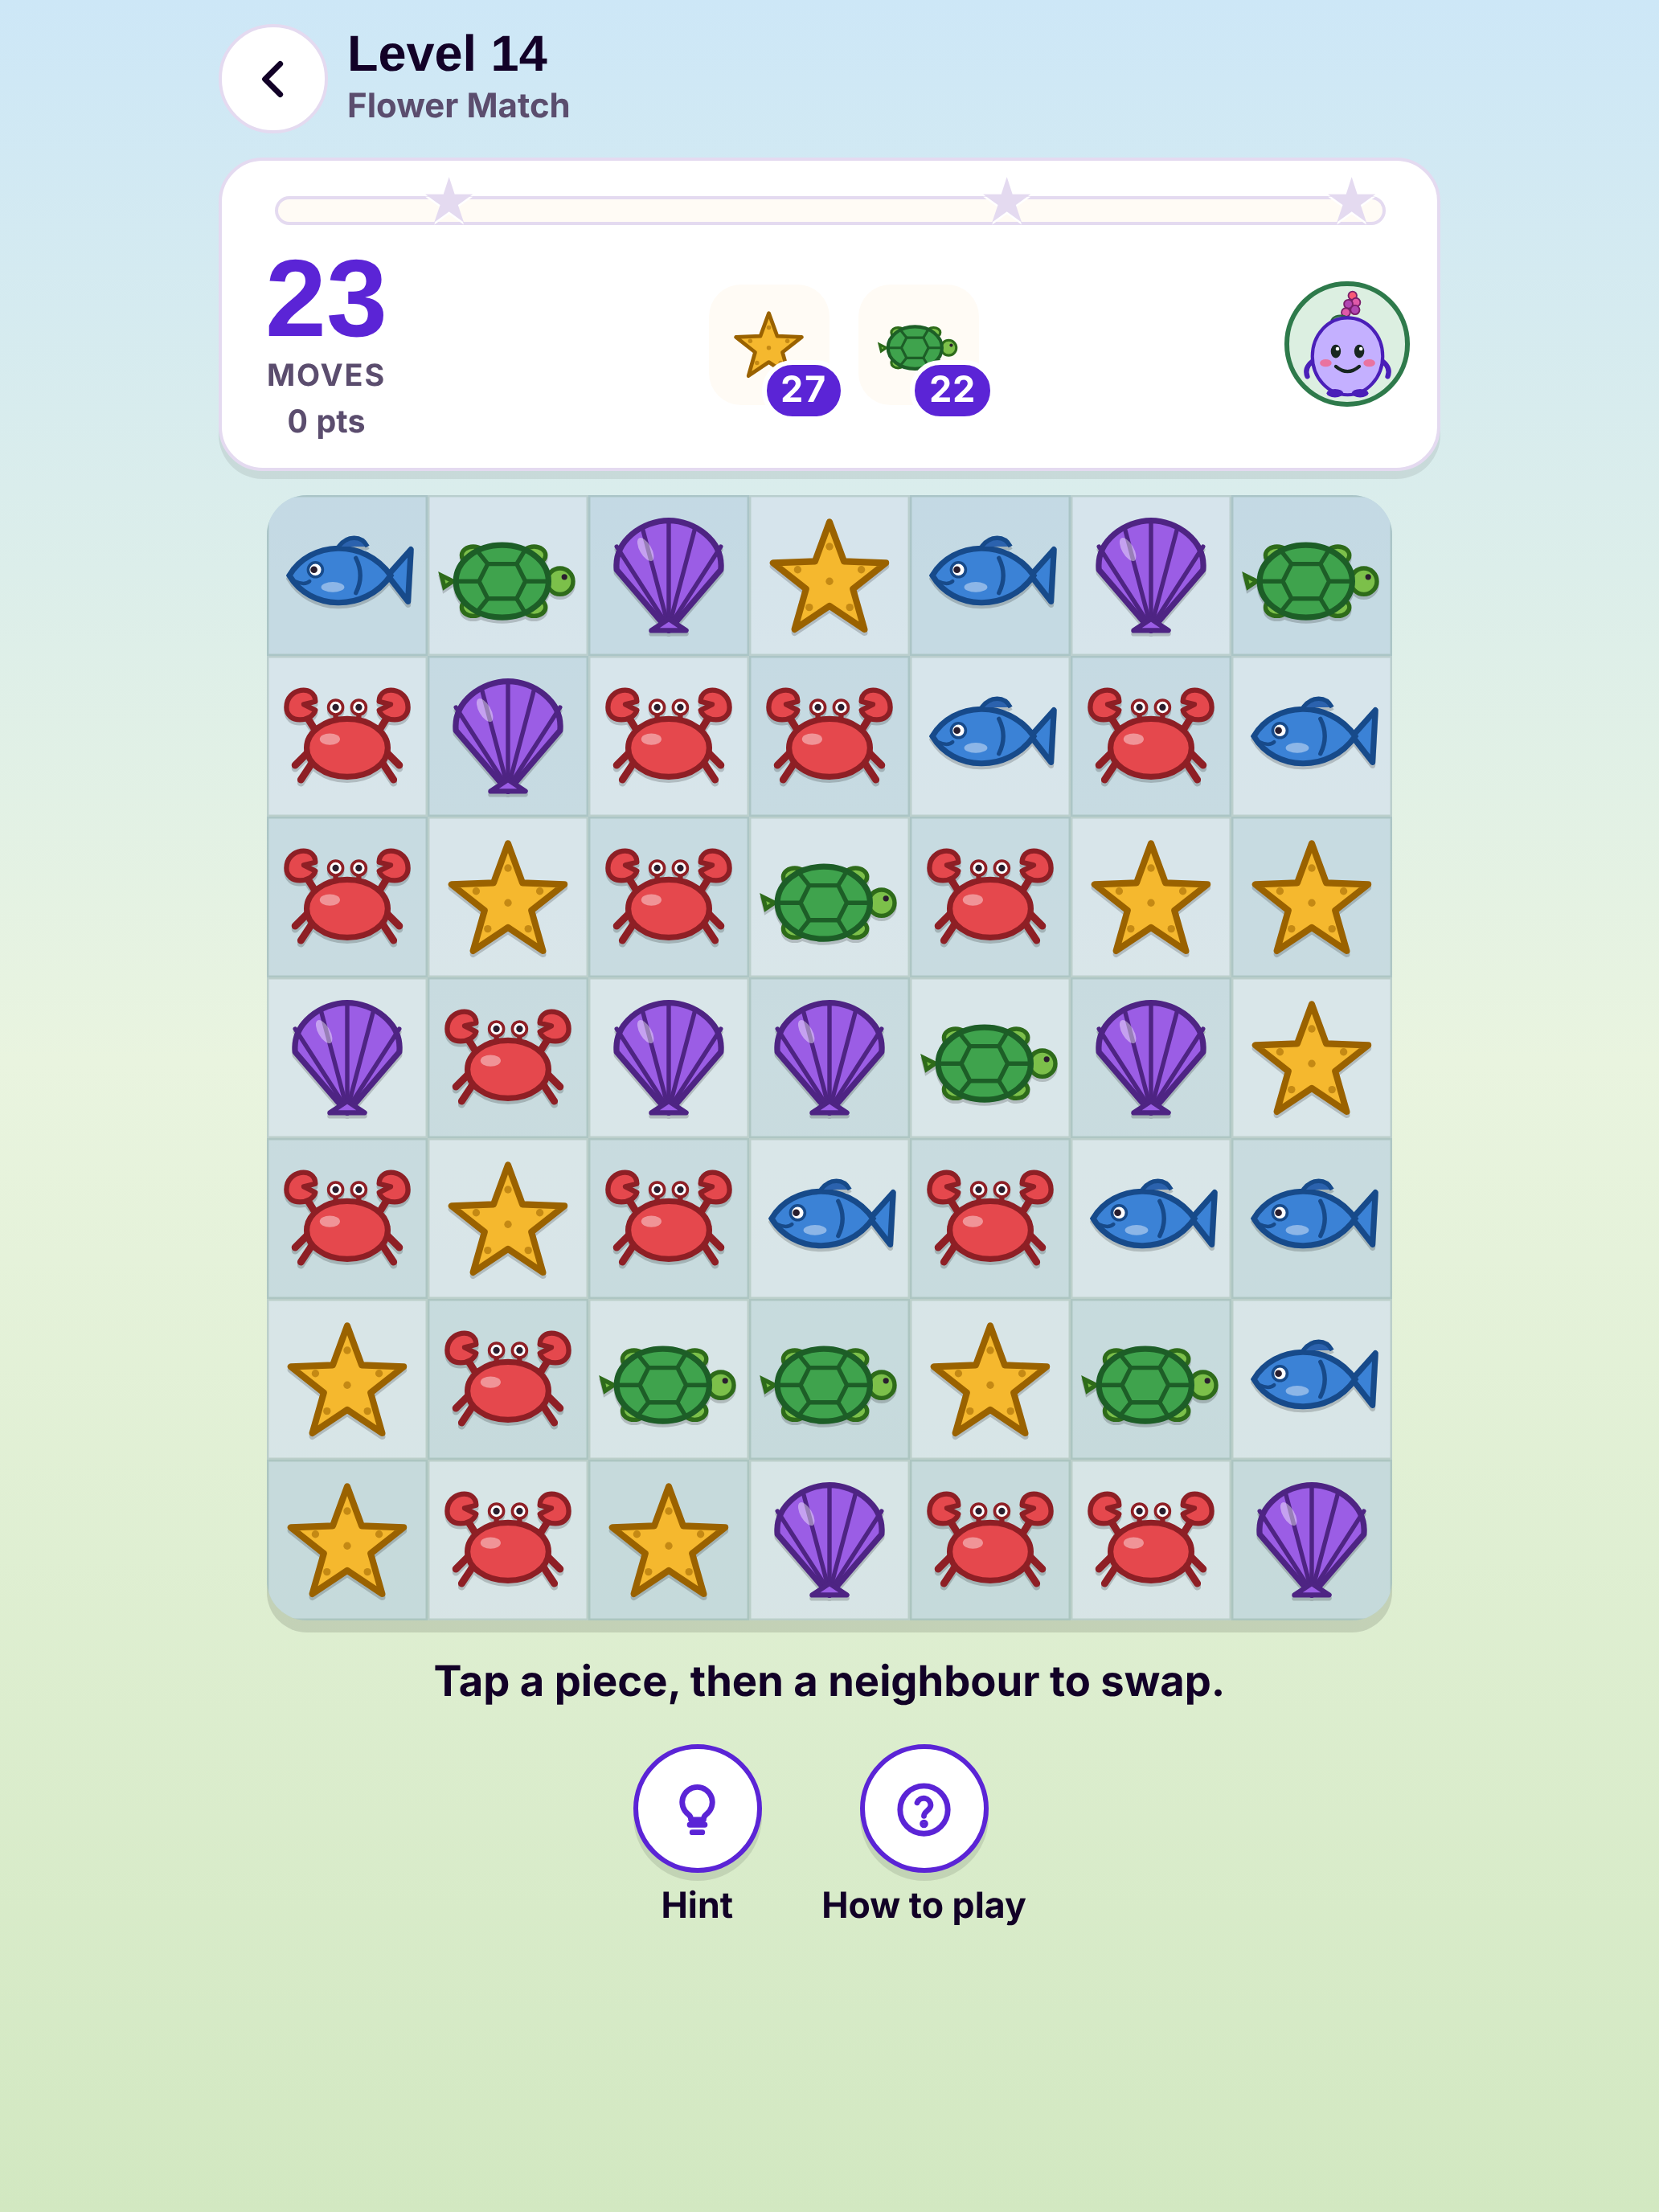 Level 14
Flower Match
23
MOVES
0 pts
27
22
Tap a piece, then a neighbour to swap.
Hint
How to play